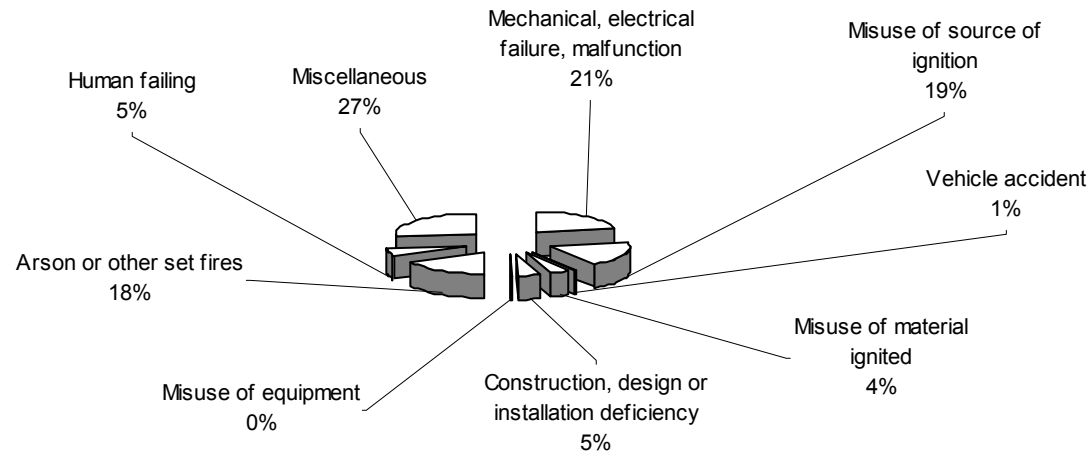 Mechanical, electrical
failure, malfunction
21%
Misuse of source of
ignition
19%
Human failing
5%
Miscellaneous
27%
Vehicle accident
1%
Arson or other set fires
18%
Misuse of material
ignited
4%
Misuse of equipment
0%
Construction, design or
installation deficiency
5%